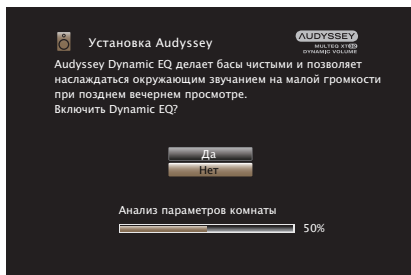 Установка Audyssey
AUDYSSEY
MULTEQ XT32
DYNAMIC VOLUME
Audyssey Dynamic EQ делает басы чистыми и позволяет
наслаждаться окружающим звучанием на малой громкости
при позднем вечернем просмотре.
Включить Dynamic EQ?
Да
Нет
Анализ параметров комнаты
50%